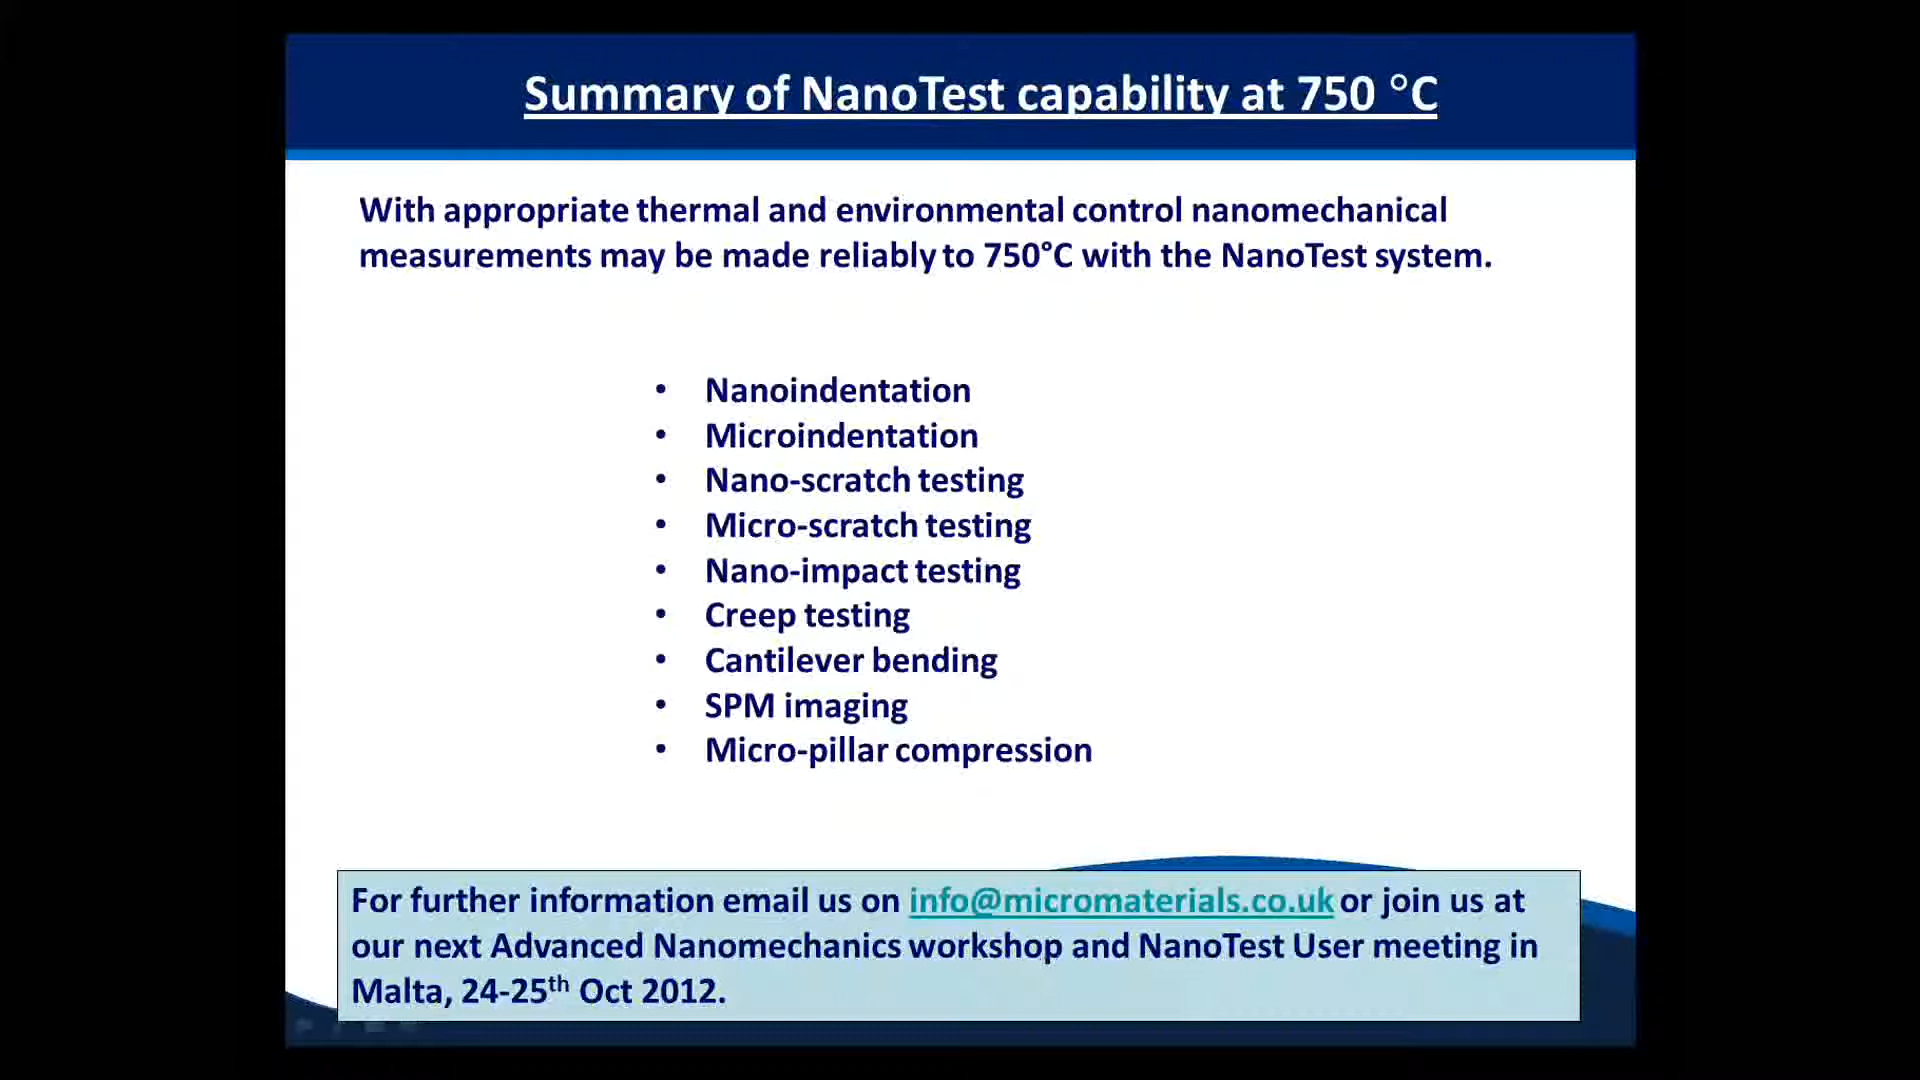 Summary of NanoTest capability at 750 °C
With appropriate thermal and environmental control nanomechanical
measurements may be made reliably to 750°C with the NanoTest system.
• Nanoindentation
• Microindentation
• Nano-scratch testing
• Micro-scratch testing
• Nano-impact testing
• Creep testing
• Cantilever bending
• SPM imaging
• Micro-pillar compression
For further information email us on info@micromaterials.co.uk or join us at
our next Advanced Nanomechanics workshop and NanoTest User meeting in
Malta, 24-25th Oct 2012.